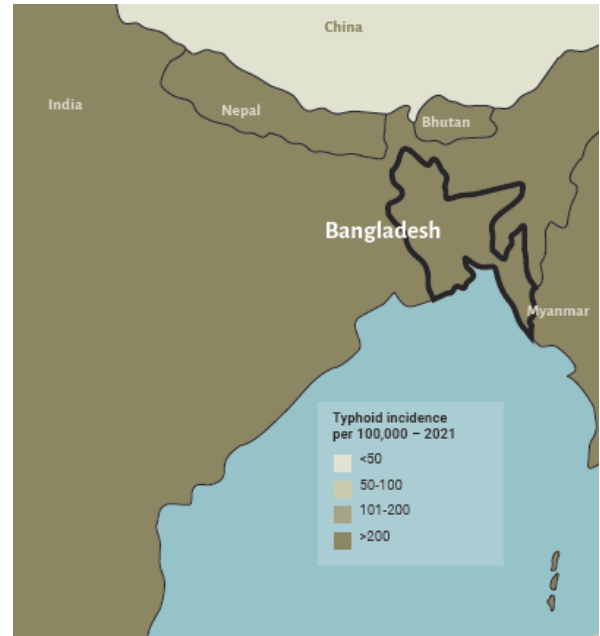 China
India
Nepal
Bhutan
Bangladesh
Myanmar
Typhoid incidence
per 100,000 – 2021
<50
50-100
101-200
>200